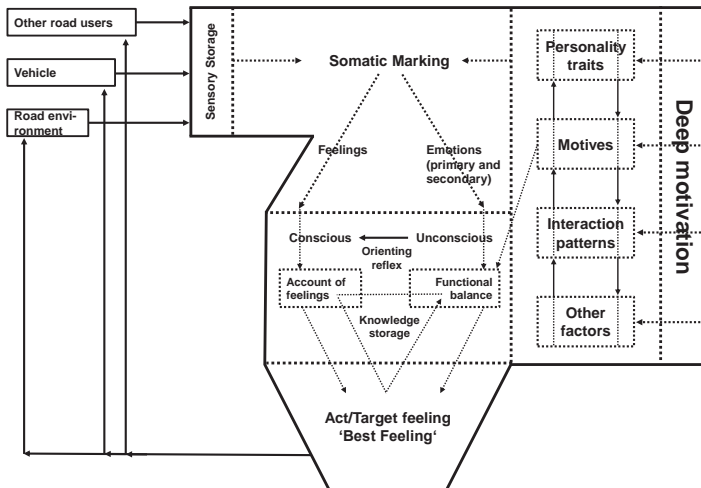 Other road users
Vehicle
Road envi-
ronment
Sensory Storage
Somatic Marking
Feelings
Emotions
(primary and
secondary)
Conscious
Unconscious
Orienting
reflex
Account of
feelings
Functional
balance
Knowledge
storage
Act/Target feeling
‘Best Feeling‘
Personality
traits
Motives
Interaction
patterns
Other
factors
Deep motivation